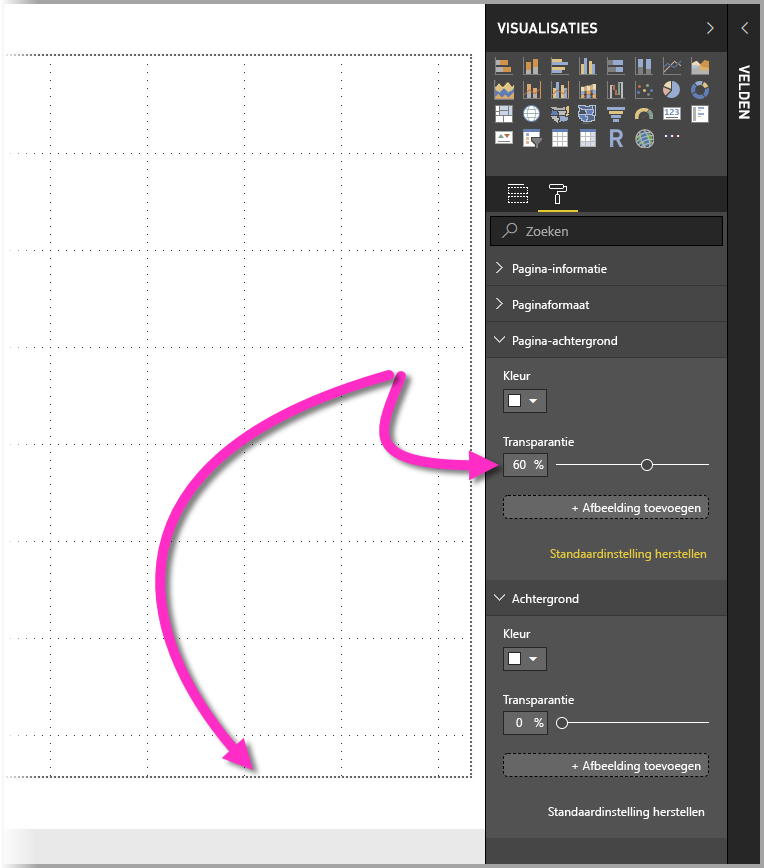 VISUALISATIES
VELDEN
123
R
Zoeken
Pagina-informatie
Paginaformaat
Pagina-achtergrond
Kleur
Transparantie
60 %
+ Afbeelding toevoegen
Standaardinstelling herstellen
Achtergrond
Kleur
Transparantie
0 %
+ Afbeelding toevoegen
Standaardinstelling herstellen